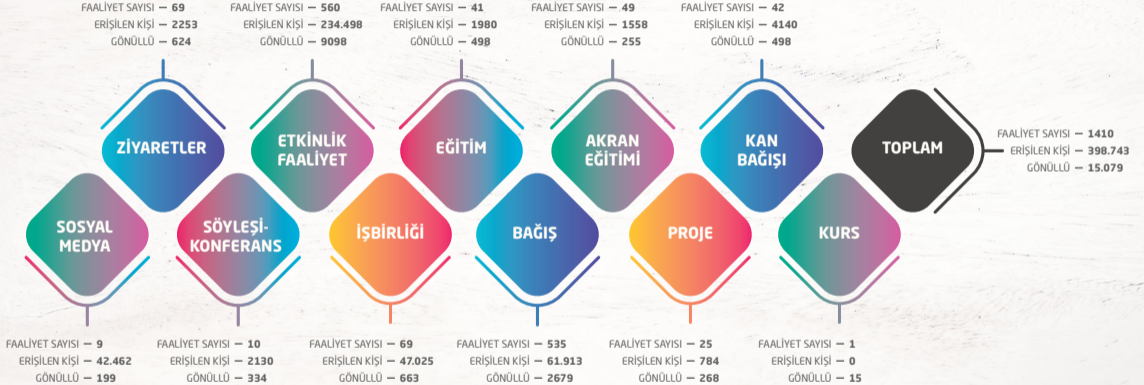 FAALİYET SAYISI — 69
ERİŞİLEN KİŞİ — 2253
GÖNÜLLÜ — 624
FAALİYET SAYISI — 560
ERİŞİLEN KİŞİ — 234.498
GÖNÜLLÜ — 9098
FAALİYET SAYISI — 41
ERİŞİLEN KİŞİ — 1980
GÖNÜLLÜ — 498
FAALİYET SAYISI — 49
ERİŞİLEN KİŞİ — 1558
GÖNÜLLÜ — 255
FAALİYET SAYISI — 42
ERİŞİLEN KİŞİ — 4140
GÖNÜLLÜ — 498
ZİYARETLER
ETKİNLİK
FAALİYET
EĞİTİM
AKRAN
EĞİTİMİ
KAN
BAĞIŞI
TOPLAM
FAALİYET SAYISI — 1410
ERİŞİLEN KİŞİ — 398.743
GÖNÜLLÜ — 15.079
SOSYAL
MEDYA
SÖYLEŞİ-
KONFERANS
İŞBİRLİĞİ
BAĞIŞ
PROJE
KURS
FAALİYET SAYISI — 9
ERİŞİLEN KİŞİ — 42.462
GÖNÜLLÜ — 199
FAALİYET SAYISI — 10
ERİŞİLEN KİŞİ — 2130
GÖNÜLLÜ — 334
FAALİYET SAYISI — 69
ERİŞİLEN KİŞİ — 47.025
GÖNÜLLÜ — 663
FAALİYET SAYISI — 535
ERİŞİLEN KİŞİ — 61.913
GÖNÜLLÜ — 2679
FAALİYET SAYISI — 25
ERİŞİLEN KİŞİ — 784
GÖNÜLLÜ — 268
FAALİYET SAYISI — 1
ERİŞİLEN KİŞİ — 0
GÖNÜLLÜ — 15